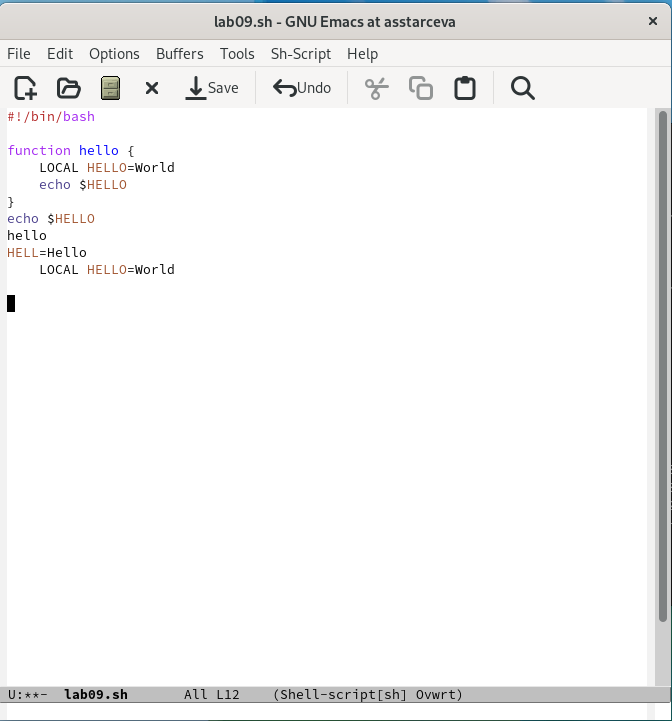 lab09.sh - GNU Emacs at asstarceva
File Edit Options Buffers Tools Sh-Script Help
Save Undo
#!/bin/bash
function hello {
    LOCAL HELLO=World
    echo $HELLO
}
echo $HELLO
hello
HELL=Hello
    LOCAL HELLO=World
U:**-  lab09.sh       All L12    (Shell-script[sh] Ovwrt)